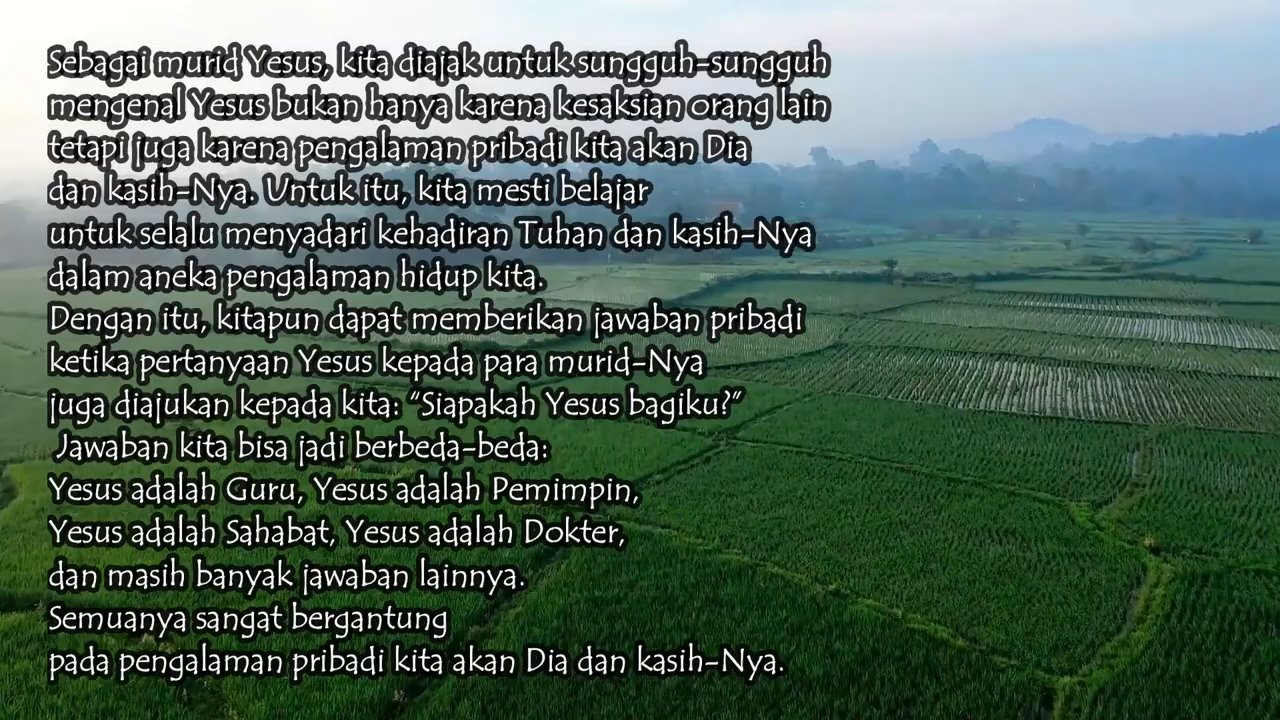 Sebagai murid Yesus, kita diajak untuk sungguh-sungguh
mengenal Yesus bukan hanya karena kesaksian orang lain
tetapi juga karena pengalaman pribadi kita akan Dia
dan kasih-Nya. Untuk itu, kita mesti belajar
untuk selalu menyadari kehadiran Tuhan dan kasih-Nya
dalam aneka pengalaman hidup kita.
Dengan itu, kitapun dapat memberikan jawaban pribadi
ketika pertanyaan Yesus kepada para murid-Nya
juga diajukan kepada kita: “Siapakah Yesus bagiku?”
Jawaban kita bisa jadi berbeda-beda:
Yesus adalah Guru, Yesus adalah Pemimpin,
Yesus adalah Sahabat, Yesus adalah Dokter,
dan masih banyak jawaban lainnya.
Semuanya sangat bergantung
pada pengalaman pribadi kita akan Dia dan kasih-Nya.